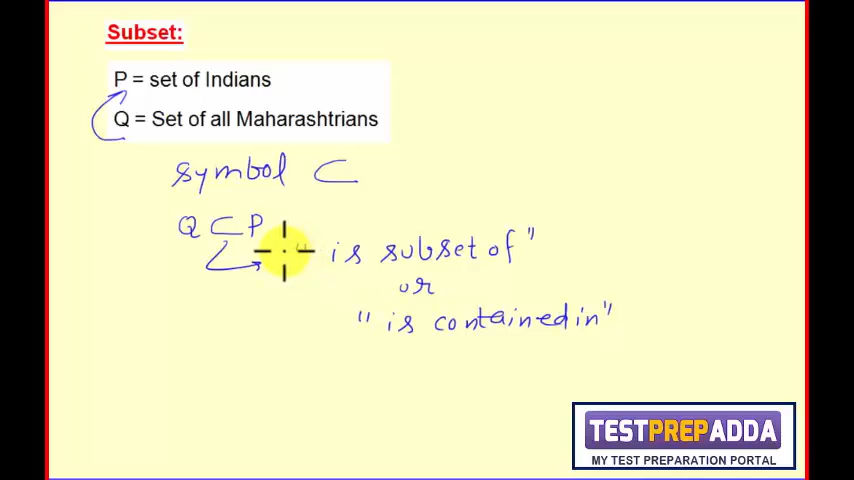 Subset:
P = set of Indians
Q = Set of all Maharashtrians
symbol ⊂
Q ⊂ P
" is subset of "
or
" is contained in "
TESTPREPADDA
MY TEST PREPARATION PORTAL